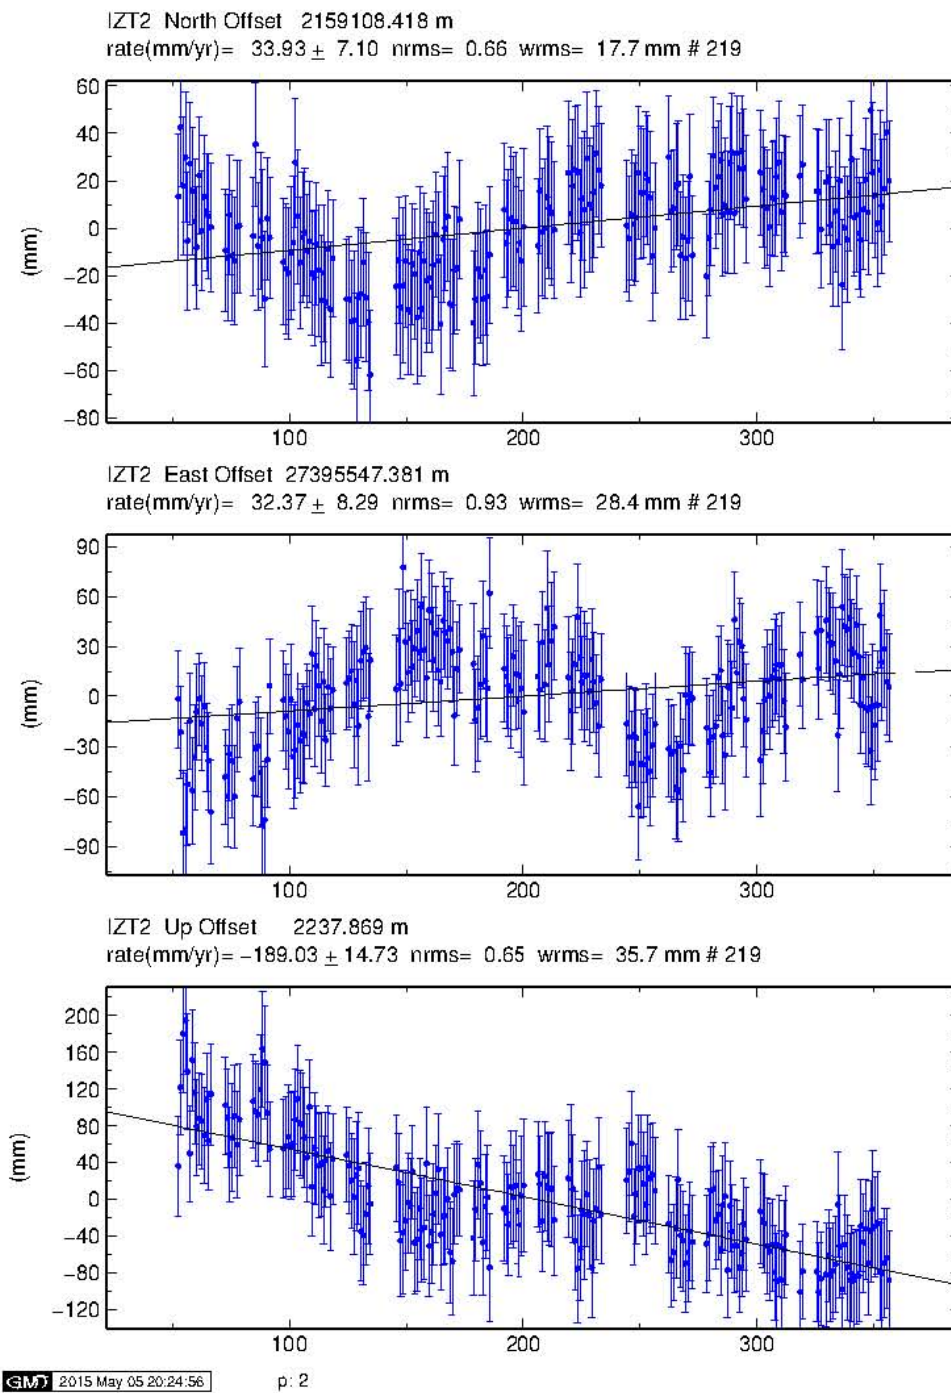 IZT2 North Offset 2159108.418 m
rate(mm/yr)= 33.93 ± 7.10 nrms= 0.66 wrms= 17.7 mm # 219
60
40
20
0
−20
−40
−60
−80
(mm)
100 200 300
IZT2 East Offset 27395547.381 m
rate(mm/yr)= 32.37 ± 8.29 nrms= 0.93 wrms= 28.4 mm # 219
90
60
30
0
−30
−60
−90
(mm)
100 200 300
IZT2 Up Offset 2237.869 m
rate(mm/yr)= −189.03 ± 14.73 nrms= 0.65 wrms= 35.7 mm # 219
200
160
120
80
40
0
−40
−80
−120
(mm)
100 200 300
GMT 2015 May 05 20:24:56 p: 2